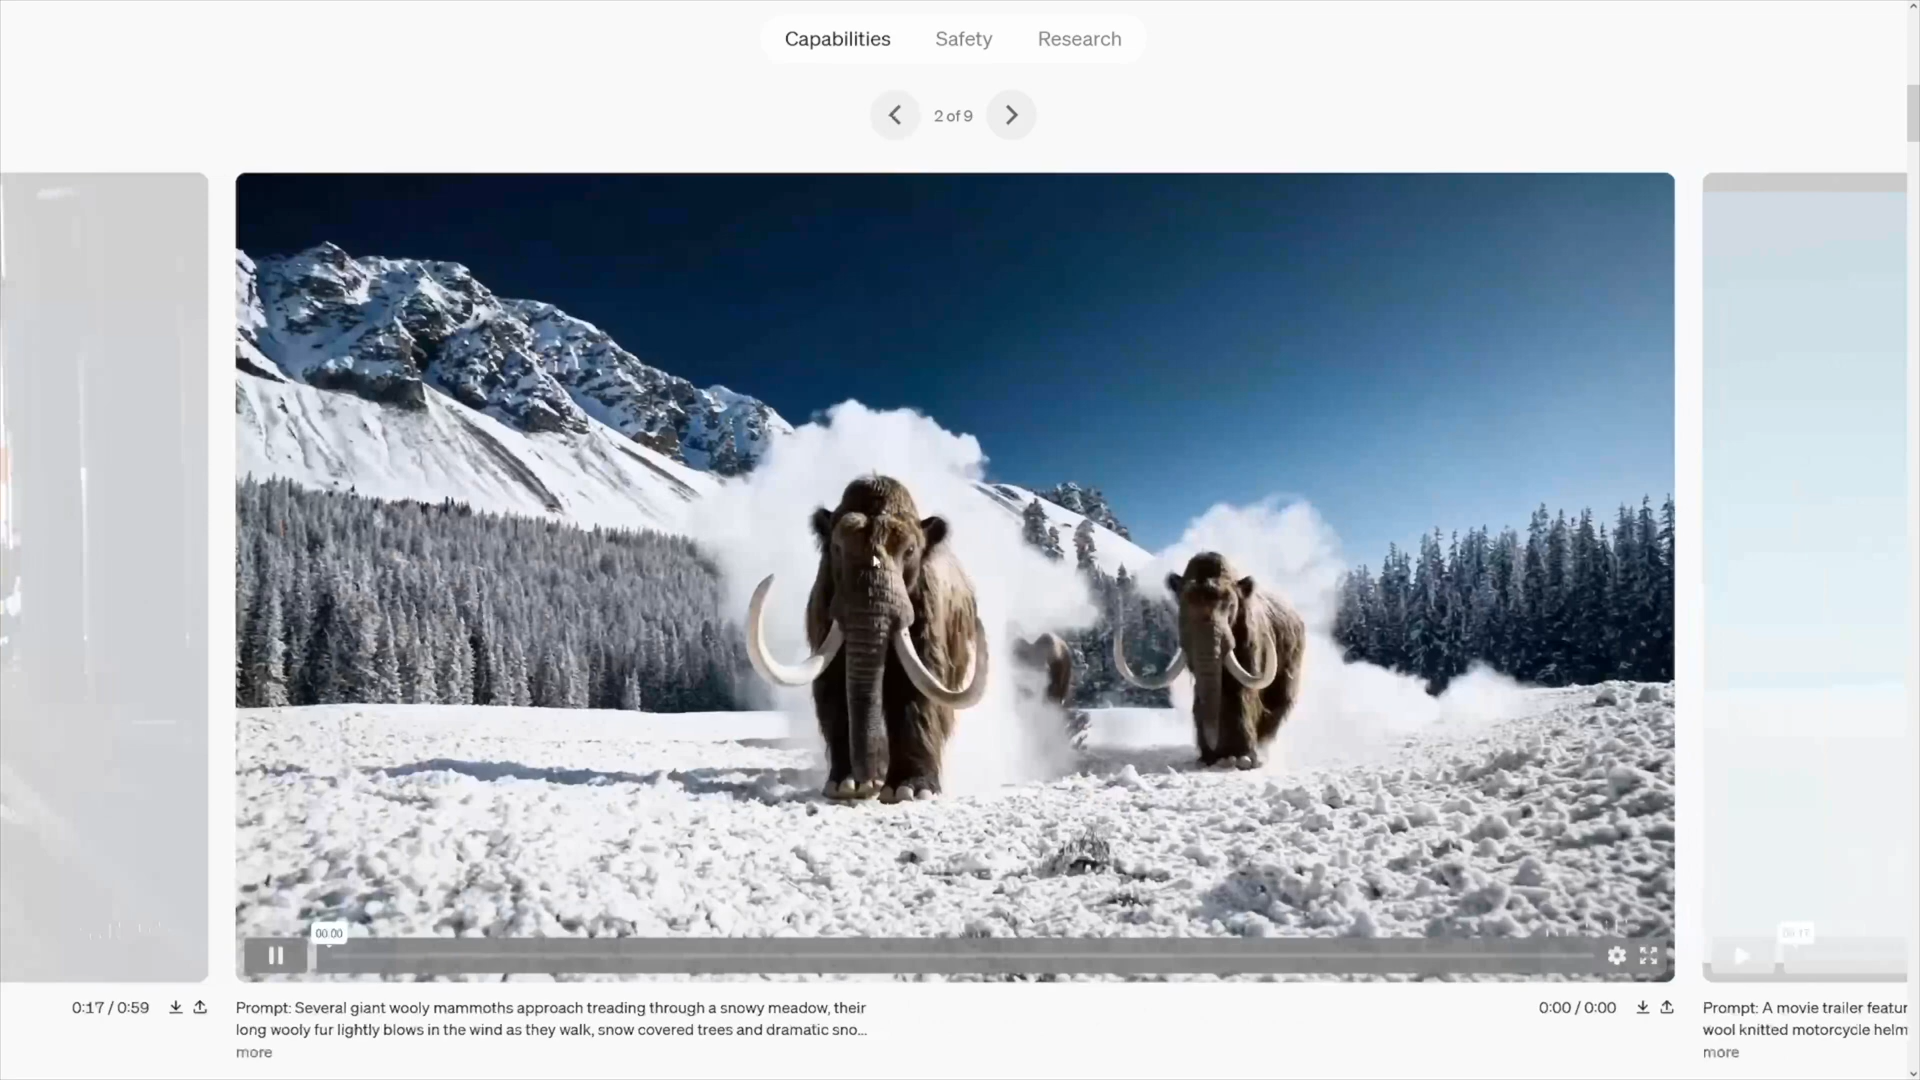 Capabilities Safety Research
2 of 9
00:00
0:17 / 0:59
Prompt: Several giant wooly mammoths approach treading through a snowy meadow, their
long wooly fur lightly blows in the wind as they walk, snow covered trees and dramatic sno...
more
0:00 / 0:00
Prompt: A movie trailer featur
wool knitted motorcycle helm
more